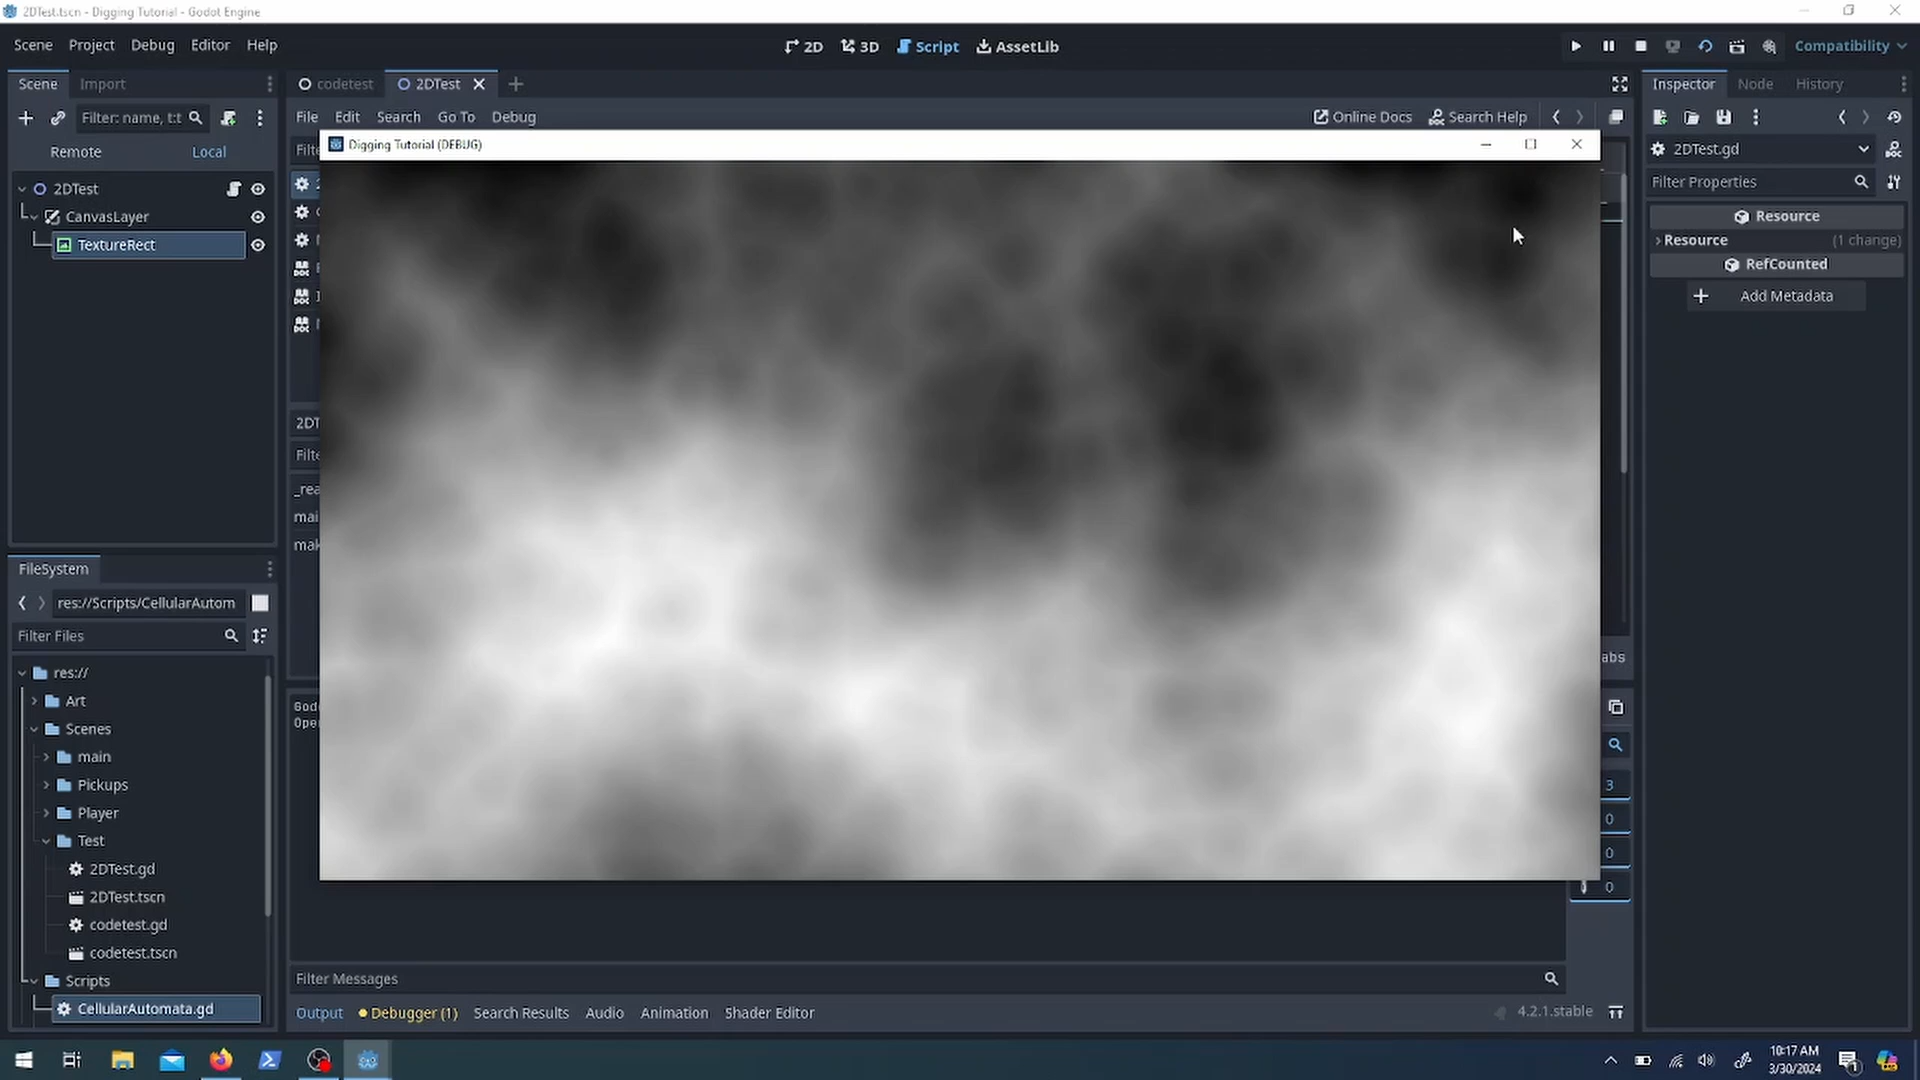 2DTest.tscn - Digging Tutorial - Godot Engine
Scene Project Debug Editor Help
2D 3D Script AssetLib
Compatibility
Scene Import
codetest 2DTest
Inspector Node History
Filter: name, t:t
File Edit Search Go To Debug
Online Docs Search Help
Remote Local
Digging Tutorial (DEBUG)
2DTest.gd
Filter Properties
2DTest
CanvasLayer
TextureRect
Resource
Resource (1 change)
RefCounted
Add Metadata
FileSystem
res://Scripts/CellularAutom
Filter Files
res://
Art
Scenes
main
Pickups
Player
Test
2DTest.gd
2DTest.tscn
codetest.gd
codetest.tscn
Scripts
CellularAutomata.gd
3
0
0
0
Filter Messages
Output Debugger (1) Search Results Audio Animation Shader Editor
4.2.1.stable
10:17 AM
3/30/2024